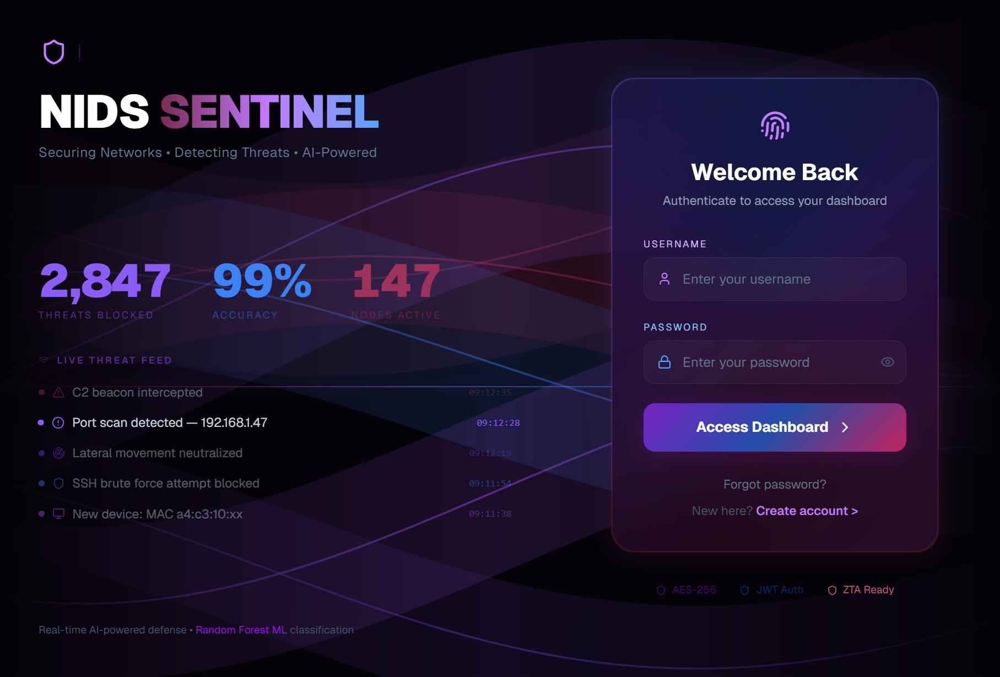 NIDS SENTINEL
Securing Networks • Detecting Threats • AI-Powered
2,847 99% 147
THREATS BLOCKED ACCURACY NODES ACTIVE
LIVE THREAT FEED
C2 beacon intercepted 09:12:35
Port scan detected — 192.168.1.47 09:12:28
Lateral movement neutralized 09:12:19
SSH brute force attempt blocked 09:11:54
New device: MAC a4:c3:10:xx 09:11:38
Real-time AI-powered defense • Random Forest ML classification
Welcome Back
Authenticate to access your dashboard
USERNAME
Enter your username
PASSWORD
Enter your password
Access Dashboard
Forgot password?
New here? Create account >
AES-256 JWT Auth ZTA Ready